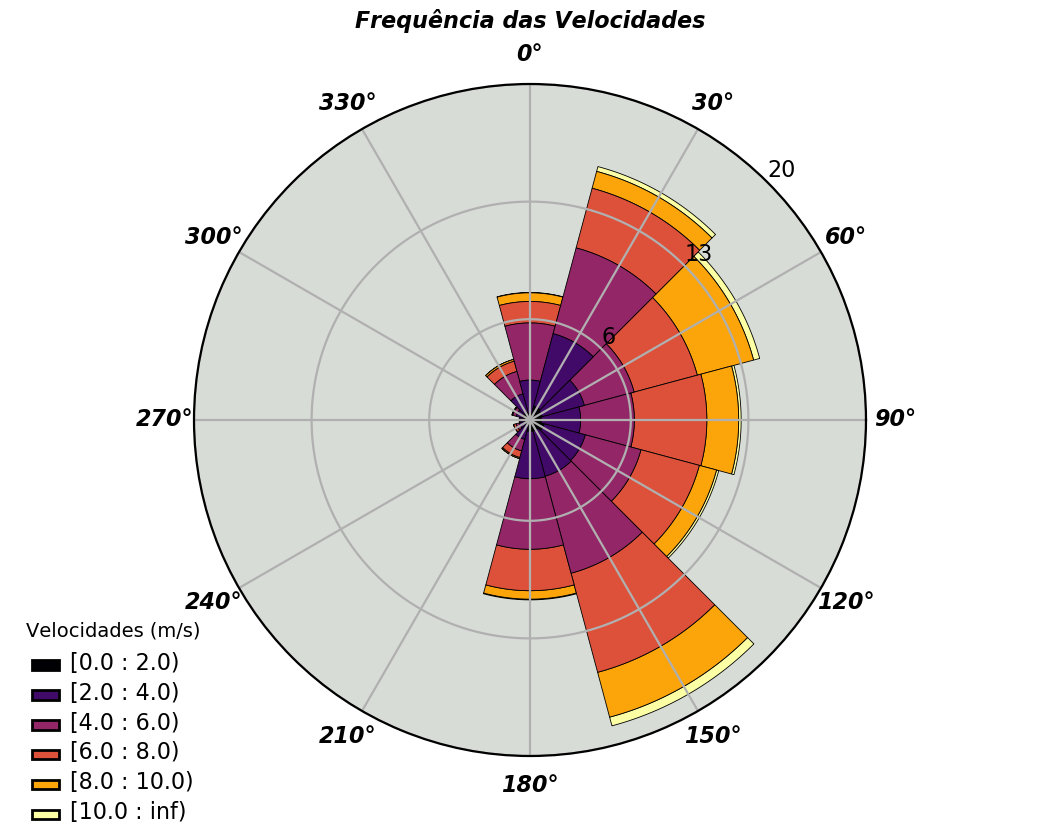 Frequência das Velocidades
0°
330°
30°
20
300°
60°
13
6
270°
90°
240°
120°
Velocidades (m/s)
[0.0 : 2.0)
[2.0 : 4.0)
[4.0 : 6.0)
[6.0 : 8.0)
[8.0 : 10.0)
[10.0 : inf)
210°
150°
180°